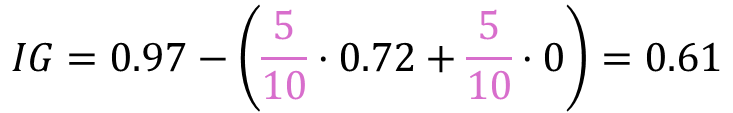 IG = 0.97 − (5/10 · 0.72 + 5/10 · 0) = 0.61